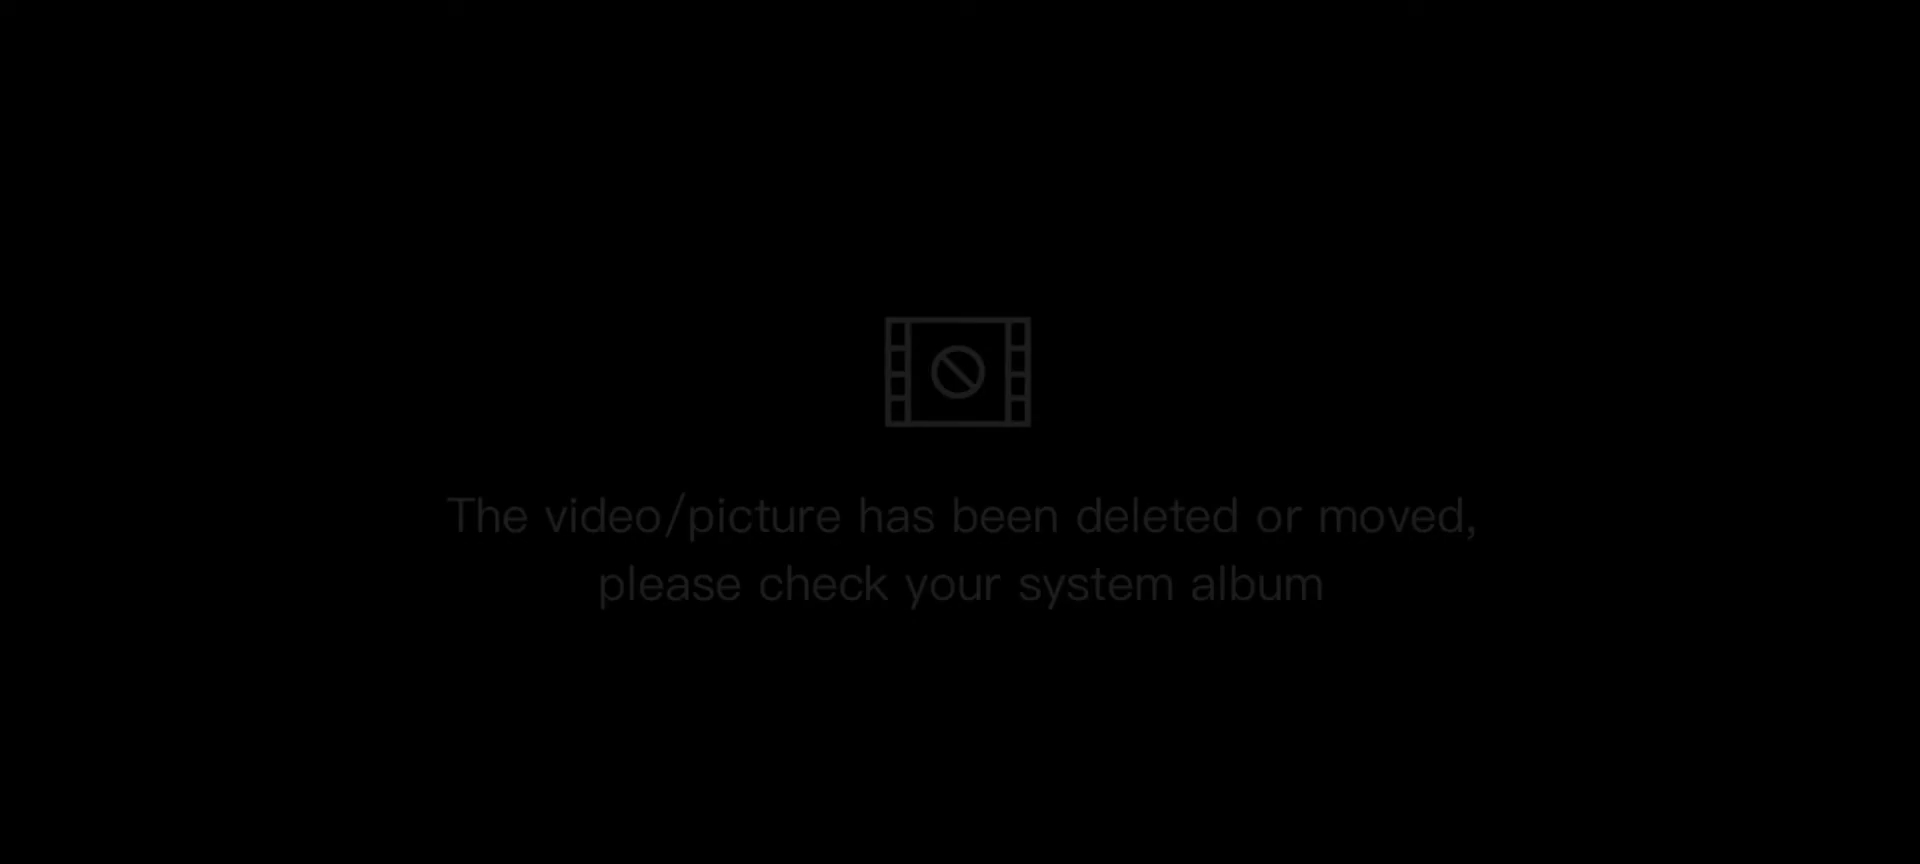 The video/picture has been deleted or moved,
please check your system album